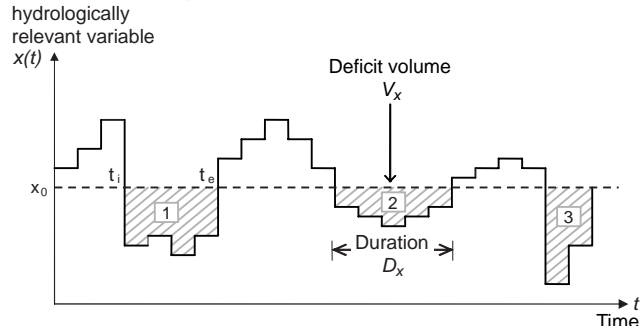 hydrologically
relevant variable
x(t)
Deficit volume
Vₓ
tᵢ
tₑ
x₀
1
2
3
Duration
Dₓ
t
Time